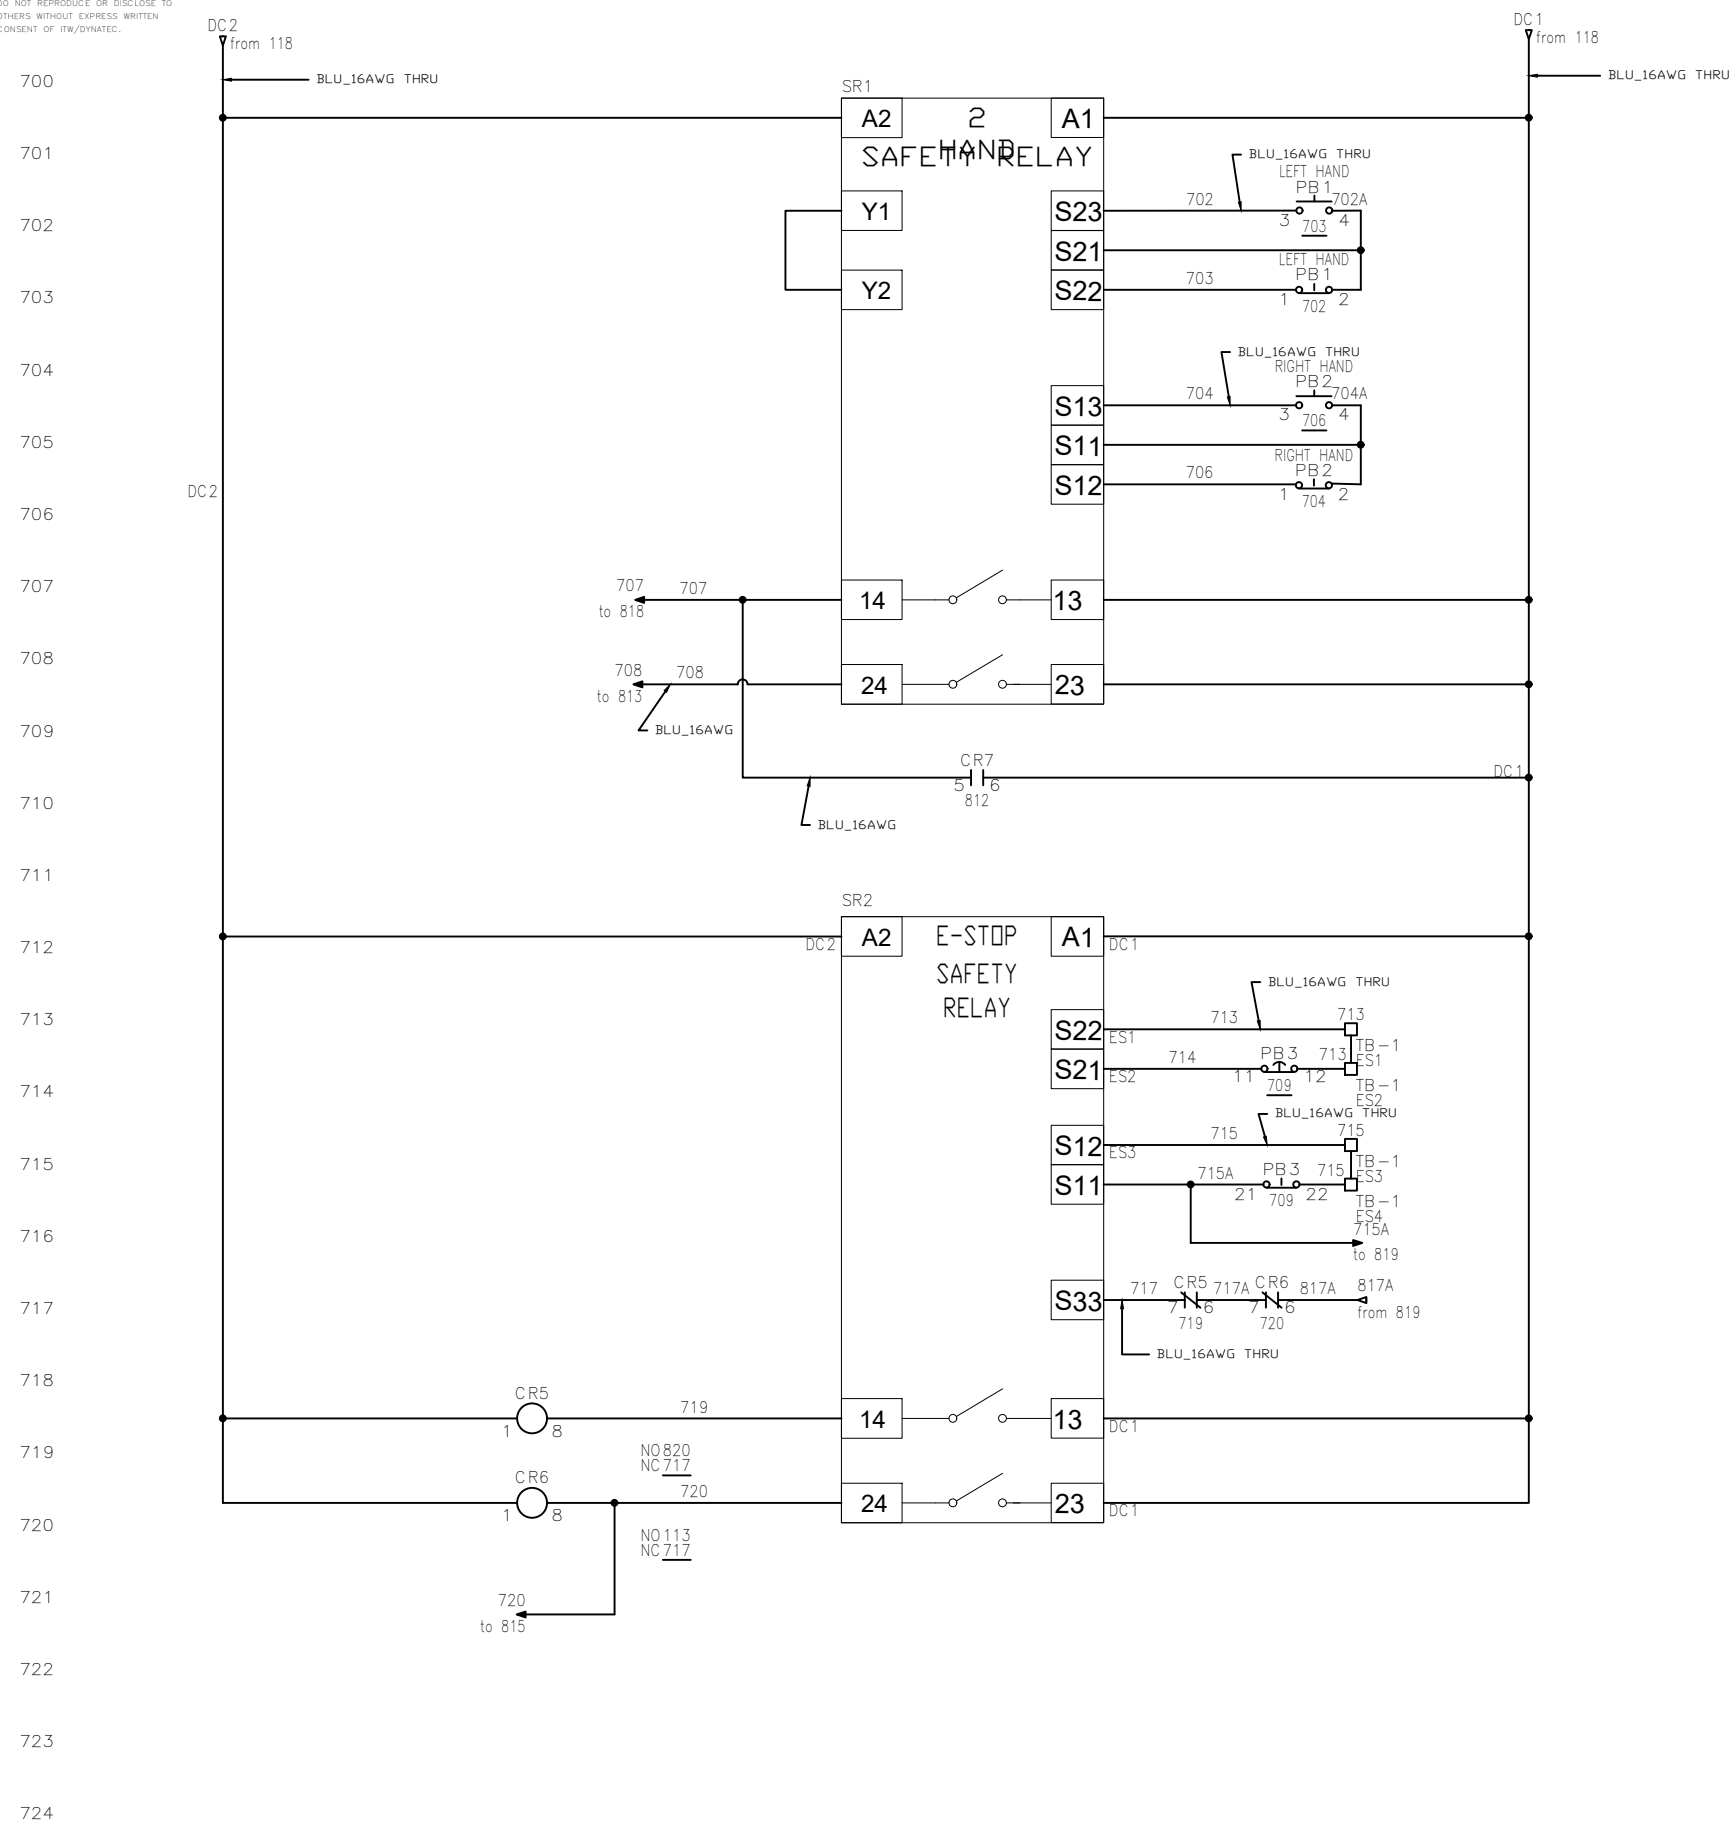 DO NOT REPRODUCE OR DISCLOSE TO
OTHERS WITHOUT EXPRESS WRITTEN
CONSENT OF ITW/DYNATEC.
DC2
from 118
DC1
from 118
700
BLU_16AWG THRU
BLU_16AWG THRU
SR1
A2
2
HAND
SAFETY RELAY
A1
701
BLU_16AWG THRU
LEFT HAND
PB1
702
702A
Y1
S23
3
703
4
702
S21
LEFT HAND
PB1
703
Y2
S22
1
702
2
703
BLU_16AWG THRU
RIGHT HAND
704
PB2
704
704A
S13
3
706
4
705
S11
RIGHT HAND
PB2
706
DC2
S12
1
704
2
706
707
707
707
to 818
14
13
708
708
708
to 813
24
23
709
BLU_16AWG
CR7
DC1
5
6
812
710
BLU_16AWG
711
SR2
712
DC2
A2
E-STOP
SAFETY
RELAY
A1
DC1
BLU_16AWG THRU
713
713
713
S22
ES1
TB-1
ES1
714
PB3
713
S21
ES2
11
709
12
TB-1
ES2
714
BLU_16AWG THRU
715
715
S12
ES3
TB-1
ES3
715
715A
PB3
715
S11
21
709
22
TB-1
ES4
716
715A
to 819
717
S33
717
CR5
717A
CR6
817A
817A
from 819
7
6
719
7
6
720
BLU_16AWG THRU
718
CR5
719
1
8
14
13
DC1
719
NO820
NC717
CR6
720
1
8
24
23
DC1
720
NO113
NC717
721
720
to 815
722
723
724